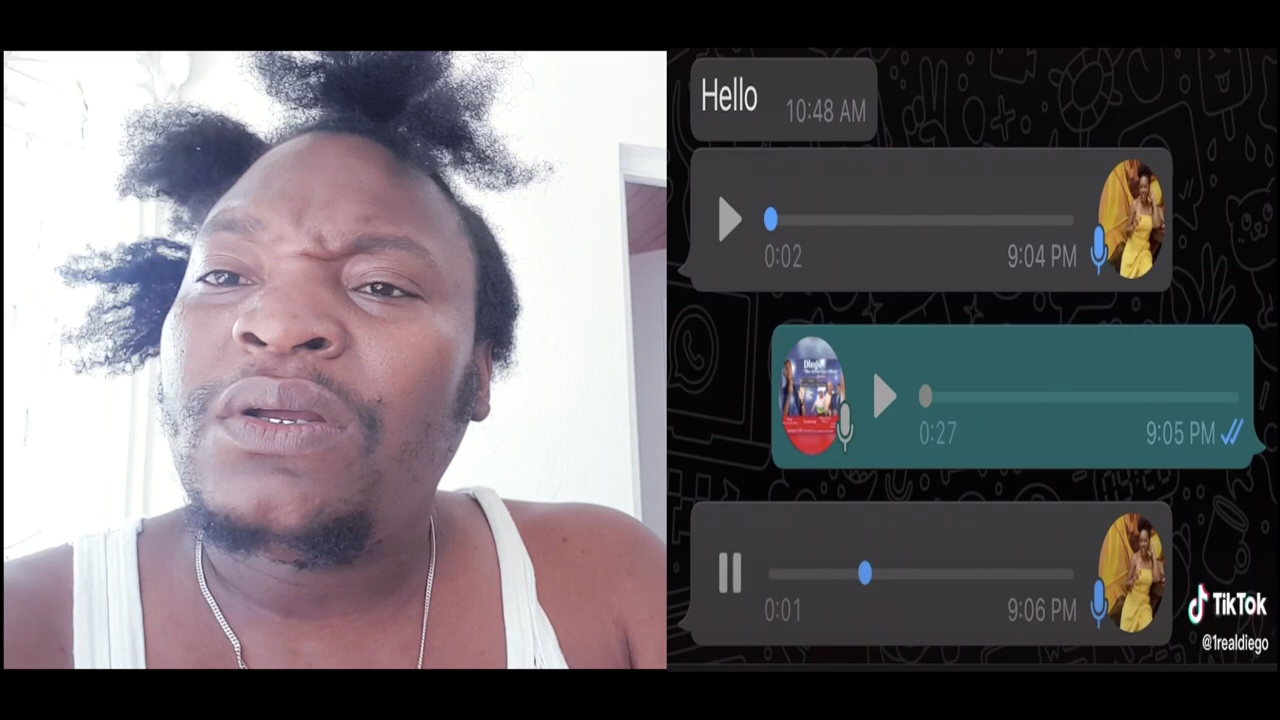 Hello
10:48 AM
0:02
9:04 PM
Diego
0:27
9:05 PM
0:01
9:06 PM
TikTok
@1realdiego